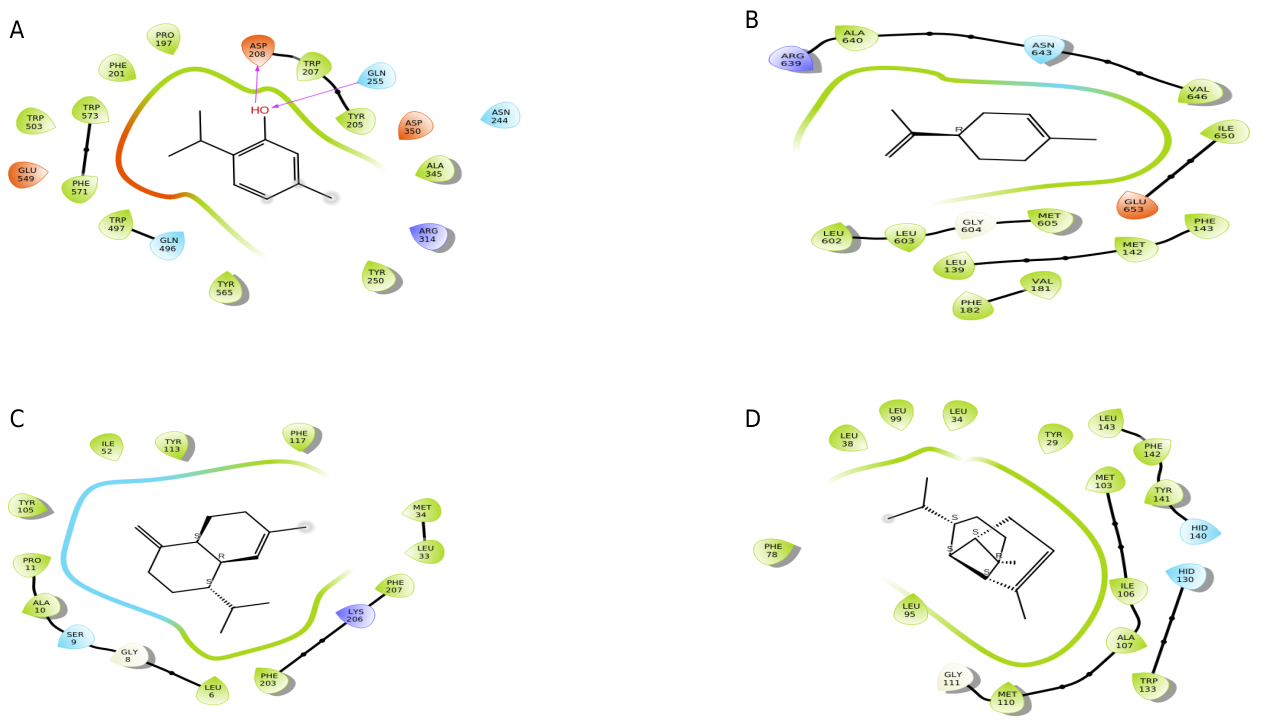 A
PRO
197
PHE
201
ASP
208
TRP
207
GLN
255
HO
TRP
503
TRP
573
TYR
205
ASP
350
ASN
244
GLU
549
PHE
571
ALA
345
TRP
497
GLN
496
ARG
314
TYR
565
TYR
250
B
ARG
639
ALA
640
ASN
643
VAL
646
ILE
650
R
GLU
653
LEU
602
LEU
603
GLY
604
MET
605
PHE
143
MET
142
LEU
139
VAL
181
PHE
182
C
ILE
52
TYR
113
PHE
117
TYR
105
MET
34
LEU
33
S
R
S
PRO
11
ALA
10
SER
9
GLY
8
LEU
6
PHE
203
LYS
206
PHE
207
D
LEU
38
LEU
99
LEU
34
TYR
29
LEU
143
PHE
142
MET
103
TYR
141
HID
140
S
S
S
R
S
PHE
78
LEU
95
ILE
106
HID
130
ALA
107
GLY
111
MET
110
TRP
133